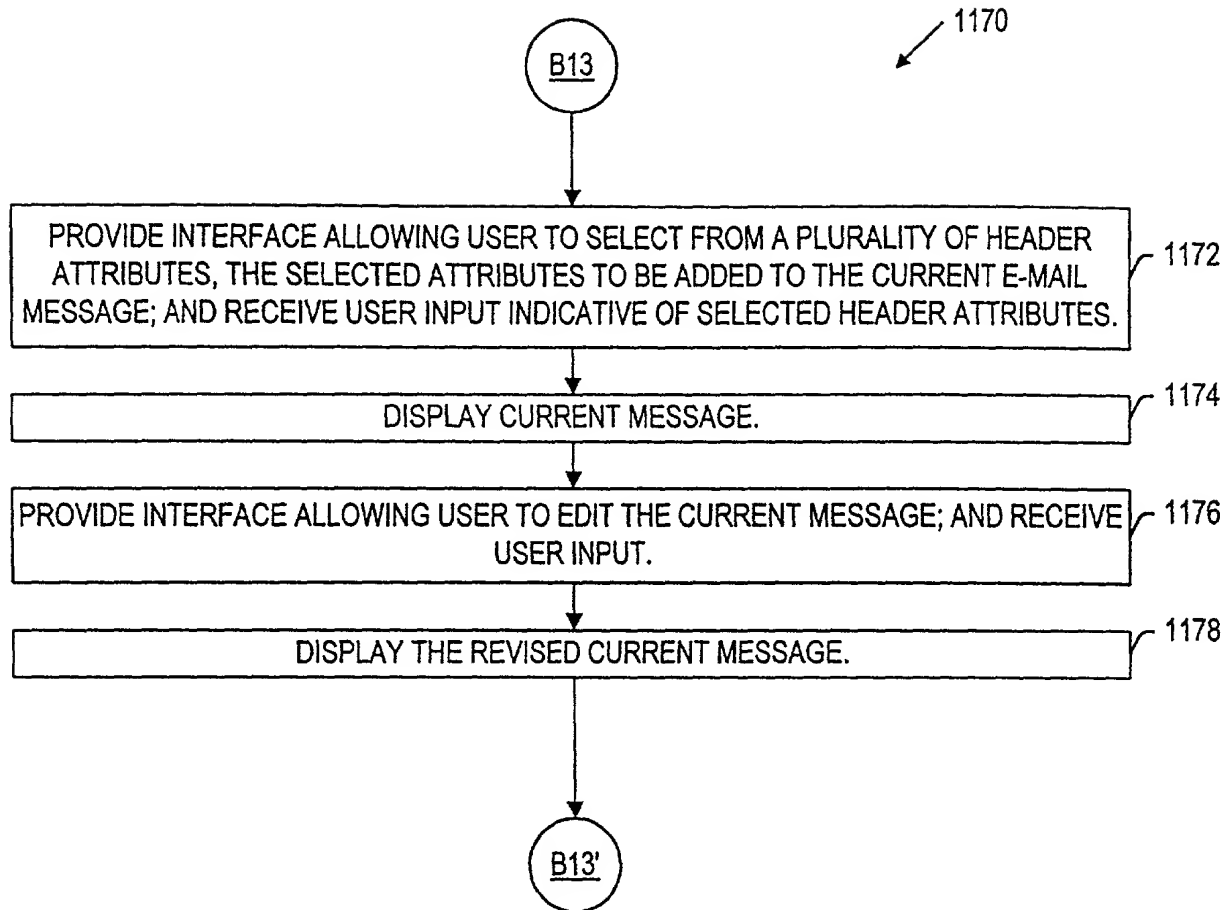 1170
B13
PROVIDE INTERFACE ALLOWING USER TO SELECT FROM A PLURALITY OF HEADER
ATTRIBUTES, THE SELECTED ATTRIBUTES TO BE ADDED TO THE CURRENT E-MAIL
MESSAGE; AND RECEIVE USER INPUT INDICATIVE OF SELECTED HEADER ATTRIBUTES.
1172
DISPLAY CURRENT MESSAGE.
1174
PROVIDE INTERFACE ALLOWING USER TO EDIT THE CURRENT MESSAGE; AND RECEIVE
USER INPUT.
1176
DISPLAY THE REVISED CURRENT MESSAGE.
1178
B13'